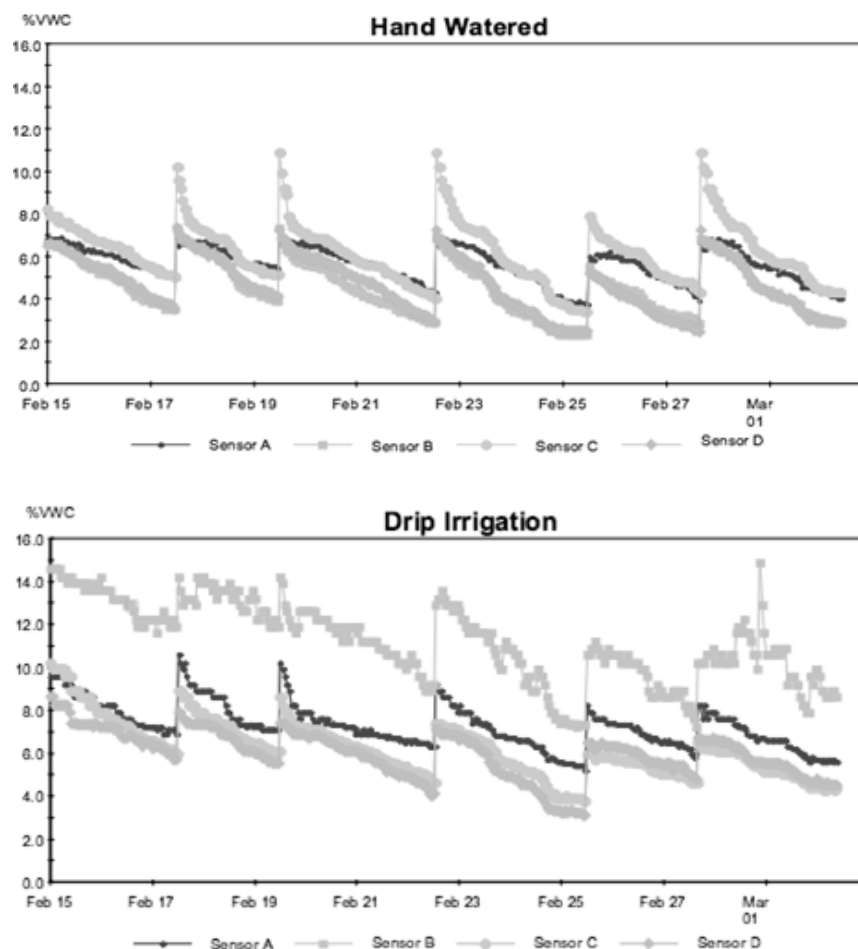 %VWC
Hand Watered
16.0
14.0
12.0
10.0
8.0
6.0
4.0
2.0
0.0
Feb 15 Feb 17 Feb 19 Feb 21 Feb 23 Feb 25 Feb 27 Mar
01
Sensor A Sensor B Sensor C Sensor D
%VWC
Drip Irrigation
16.0
14.0
12.0
10.0
8.0
6.0
4.0
2.0
0.0
Feb 15 Feb 17 Feb 19 Feb 21 Feb 23 Feb 25 Feb 27 Mar
01
Sensor A Sensor B Sensor C Sensor D